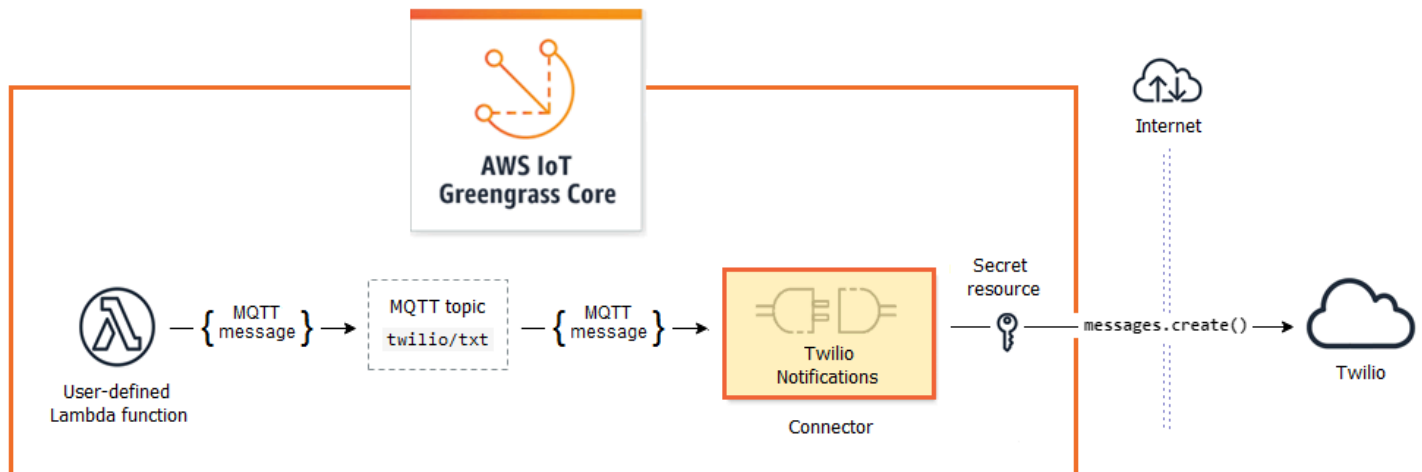 AWS IoT
Greengrass Core
Internet
Secret
resource
MQTT
{ message }
MQTT topic
twilio/txt
MQTT
{ message }
messages.create()
Twilio
Notifications
Twilio
User-defined
Lambda function
Connector